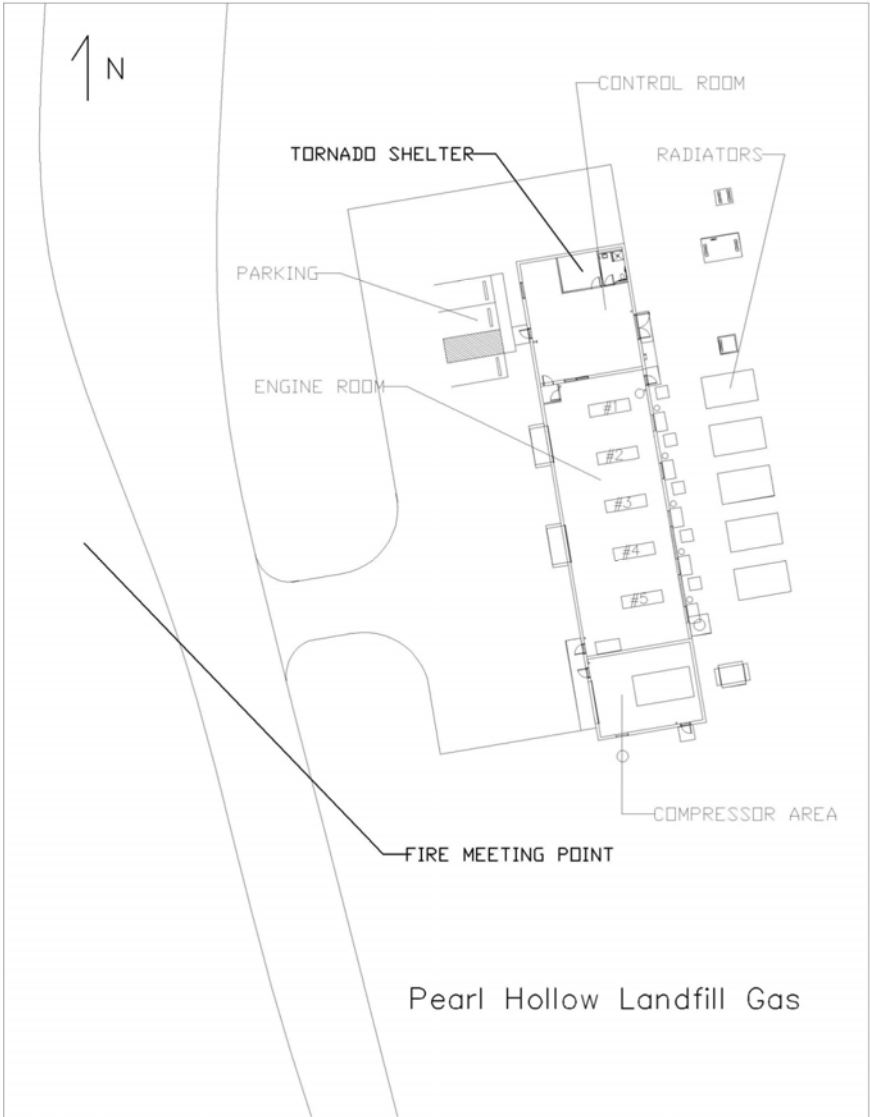 N
CONTROL ROOM
TORNADO SHELTER
RADIATORS
PARKING
ENGINE ROOM
#1
#2
#3
#4
#5
COMPRESSOR AREA
FIRE MEETING POINT
Pearl Hollow Landfill Gas